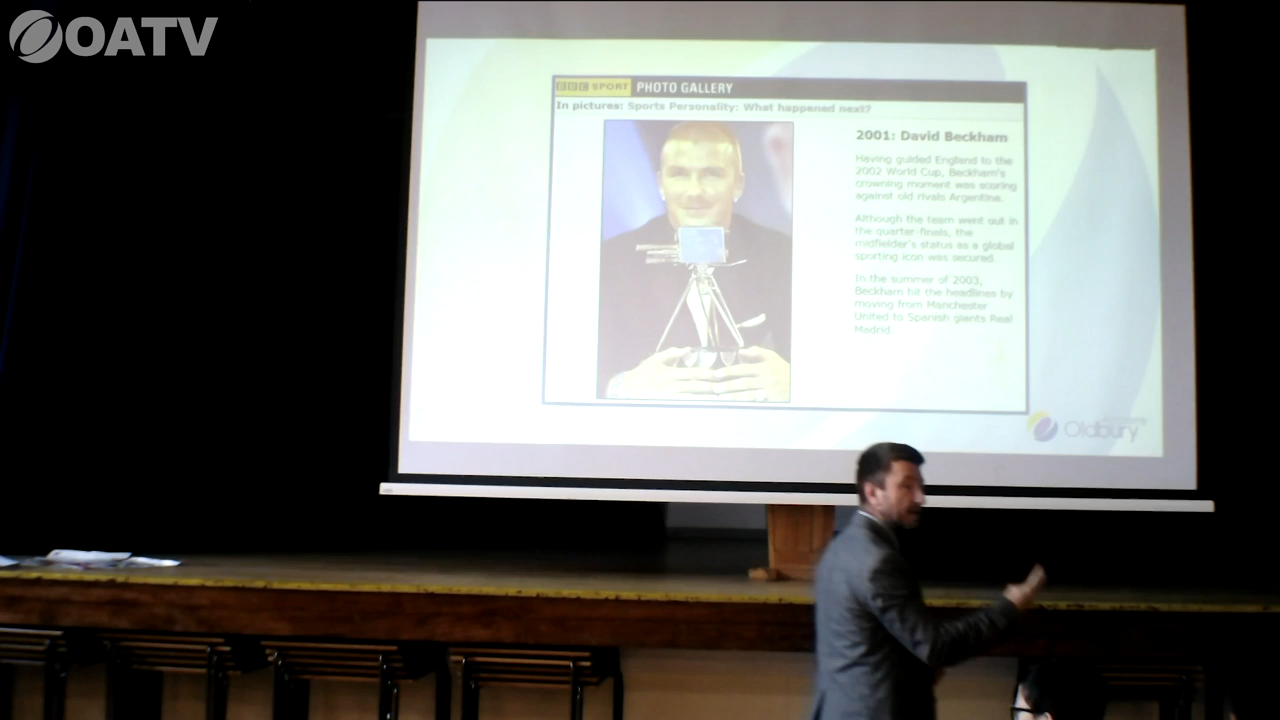 OATV
BBC SPORT PHOTO GALLERY
In pictures: Sports Personality: What happened next?
2001: David Beckham
Having guided England to the
2002 World Cup, Beckham's
crowning moment was scoring
against old rivals Argentina.
Although the team went out in
the quarter-finals, the
midfielder's status as a global
sporting icon was secured.
In the summer of 2003,
Beckham hit the headlines by
moving from Manchester
United to Spanish giants Real
Madrid.
Oldbury